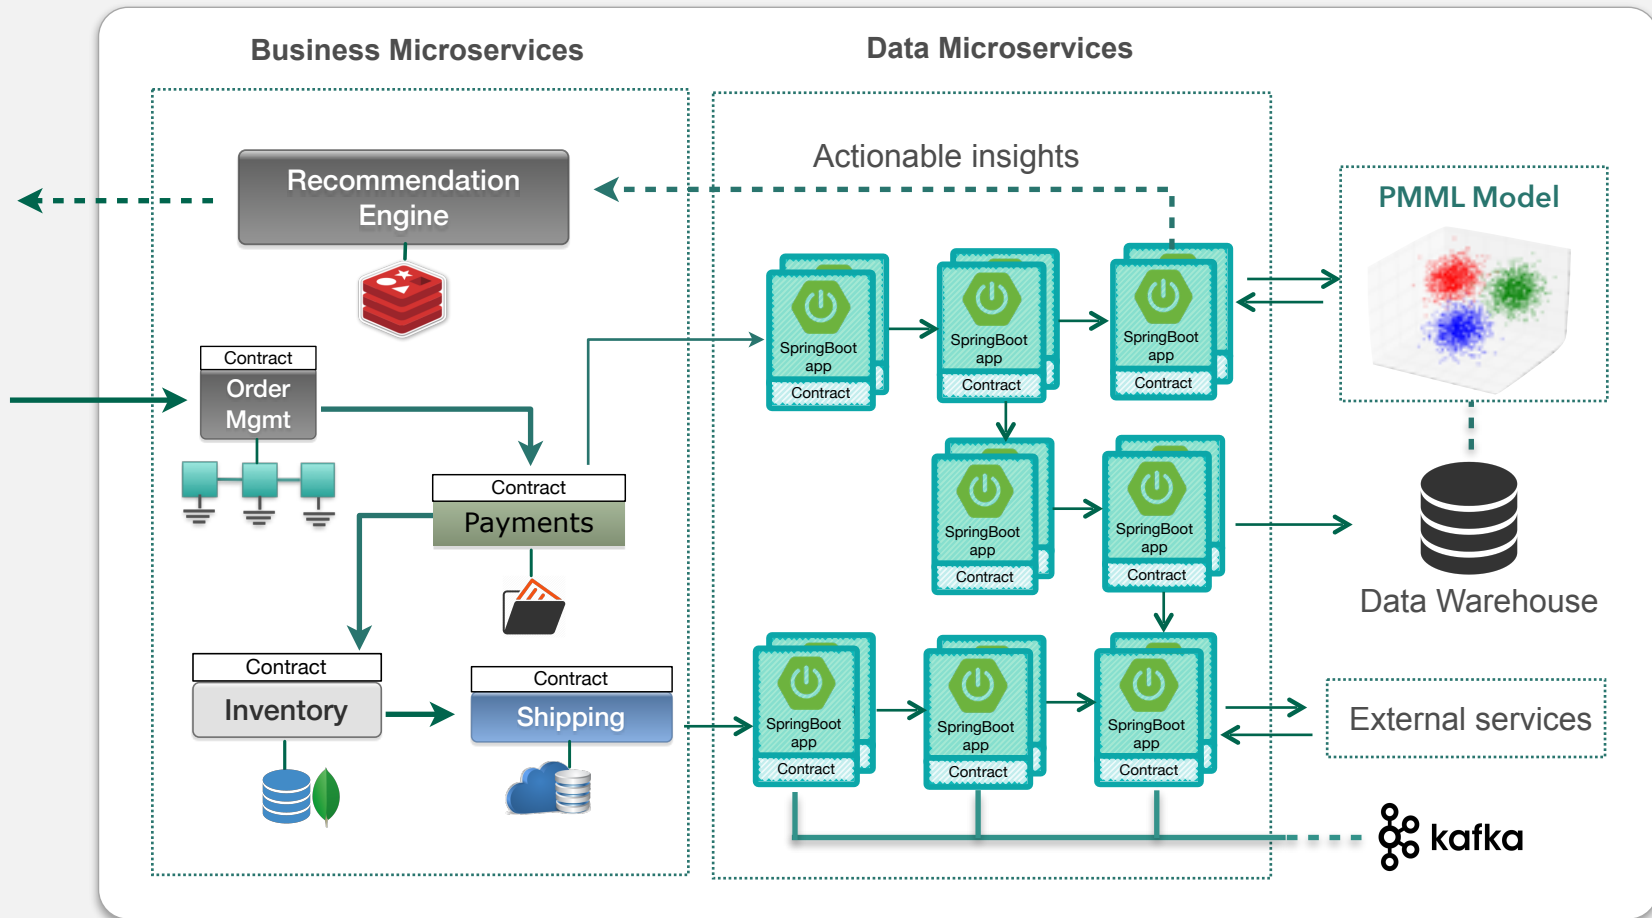 Business Microservices
Data Microservices
Recommendation
Engine
Actionable insights
PMML Model
Contract
Order
Mgmt
Contract
Payments
Contract
Inventory
Contract
Shipping
SpringBoot
app
Contract
SpringBoot
app
Contract
SpringBoot
app
Contract
SpringBoot
app
Contract
SpringBoot
app
Contract
SpringBoot
app
Contract
SpringBoot
app
Contract
SpringBoot
app
Contract
Data Warehouse
External services
kafka